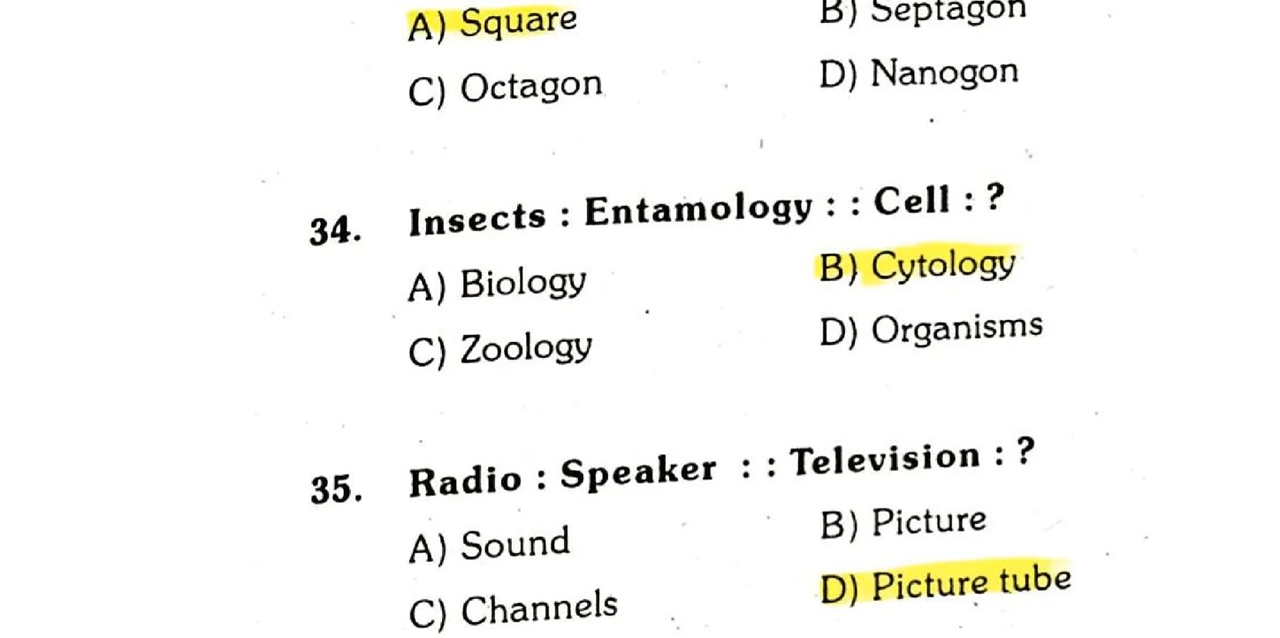 A) Square B) Septagon
C) Octagon D) Nanogon
34. Insects : Entamology : : Cell : ?
A) Biology B) Cytology
C) Zoology D) Organisms
35. Radio : Speaker : : Television : ?
A) Sound B) Picture
C) Channels D) Picture tube